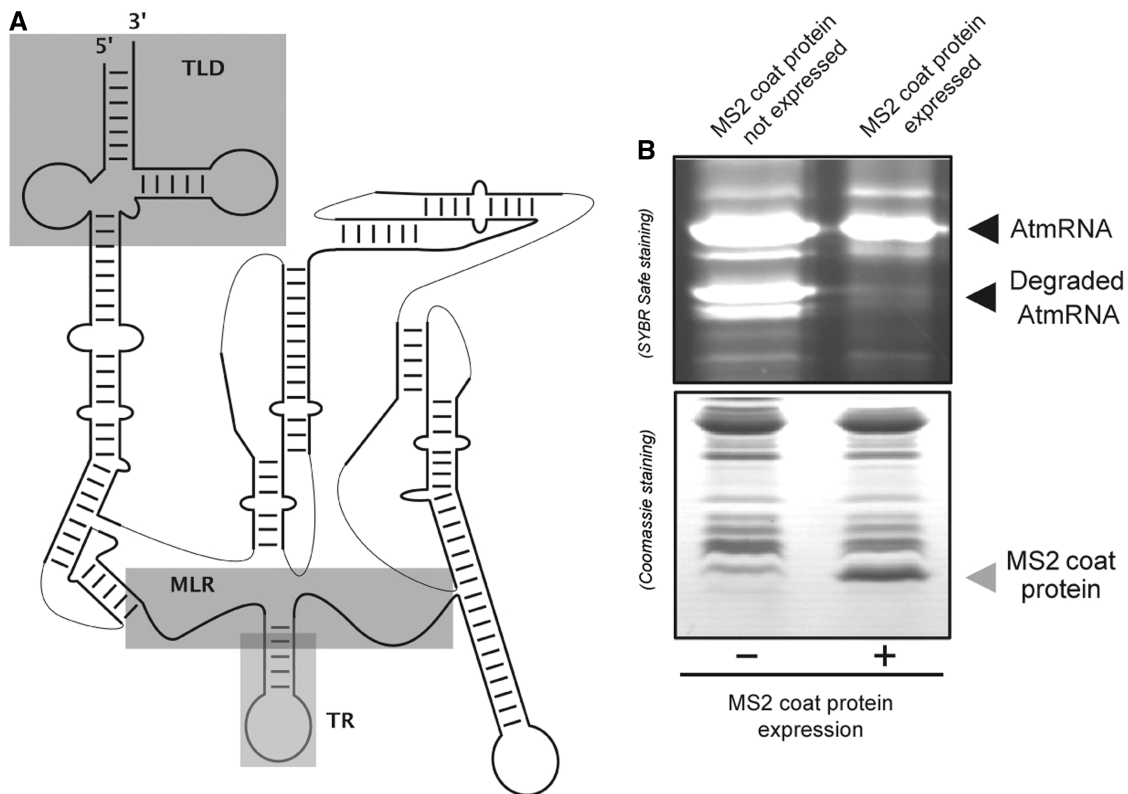 A
3'
5'
TLD
MLR
TR
B
MS2 coat protein
not expressed
MS2 coat protein
expressed
(SYBR Safe staining)
AtmRNA
Degraded
AtmRNA
(Coomassie staining)
MS2 coat
protein
− +
MS2 coat protein
expression